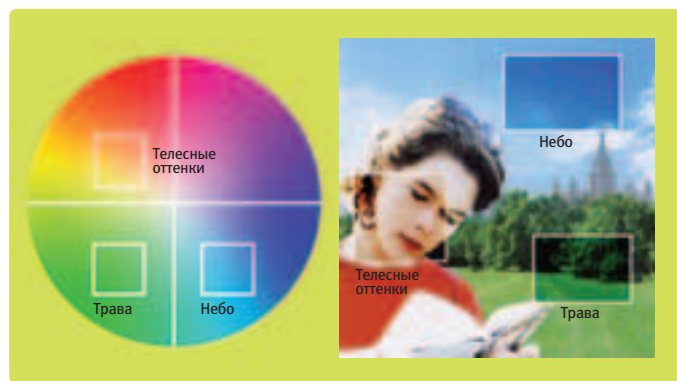 Телесные
оттенки
Трава
Небо
Небо
Телесные
оттенки
Трава